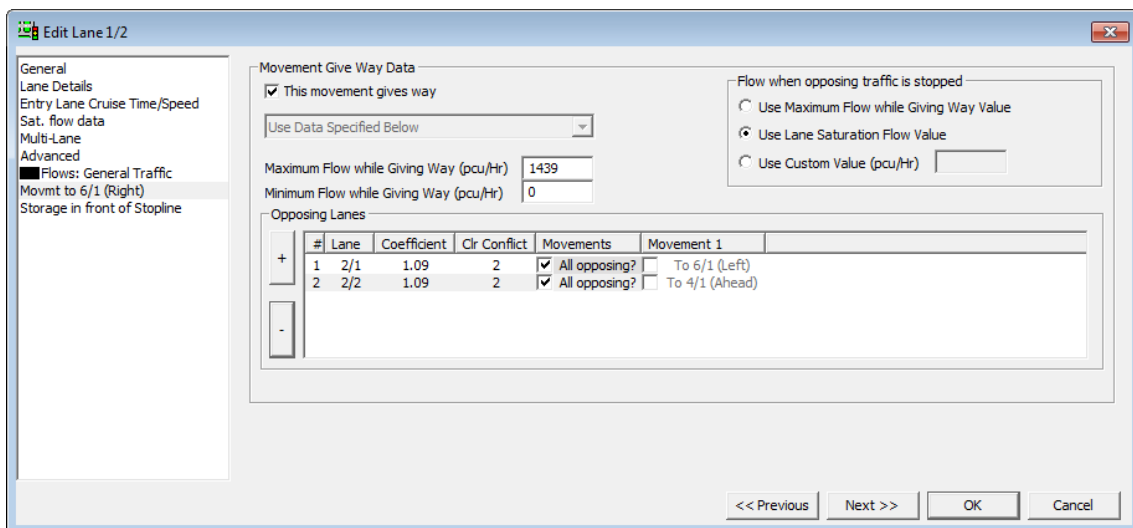 Edit Lane 1/2
General
Lane Details
Entry Lane Cruise Time/Speed
Sat. flow data
Multi-Lane
Advanced
Flows: General Traffic
Movmt to 6/1 (Right)
Storage in front of Stopline
Movement Give Way Data
This movement gives way
Use Data Specified Below
Maximum Flow while Giving Way (pcu/Hr) 1439
Minimum Flow while Giving Way (pcu/Hr) 0
Flow when opposing traffic is stopped
Use Maximum Flow while Giving Way Value
Use Lane Saturation Flow Value
Use Custom Value (pcu/Hr)
Opposing Lanes
+
-
# Lane Coefficient Clr Conflict Movements Movement 1
1 2/1 1.09 2 All opposing? To 6/1 (Left)
2 2/2 1.09 2 All opposing? To 4/1 (Ahead)
<< Previous Next >> OK Cancel